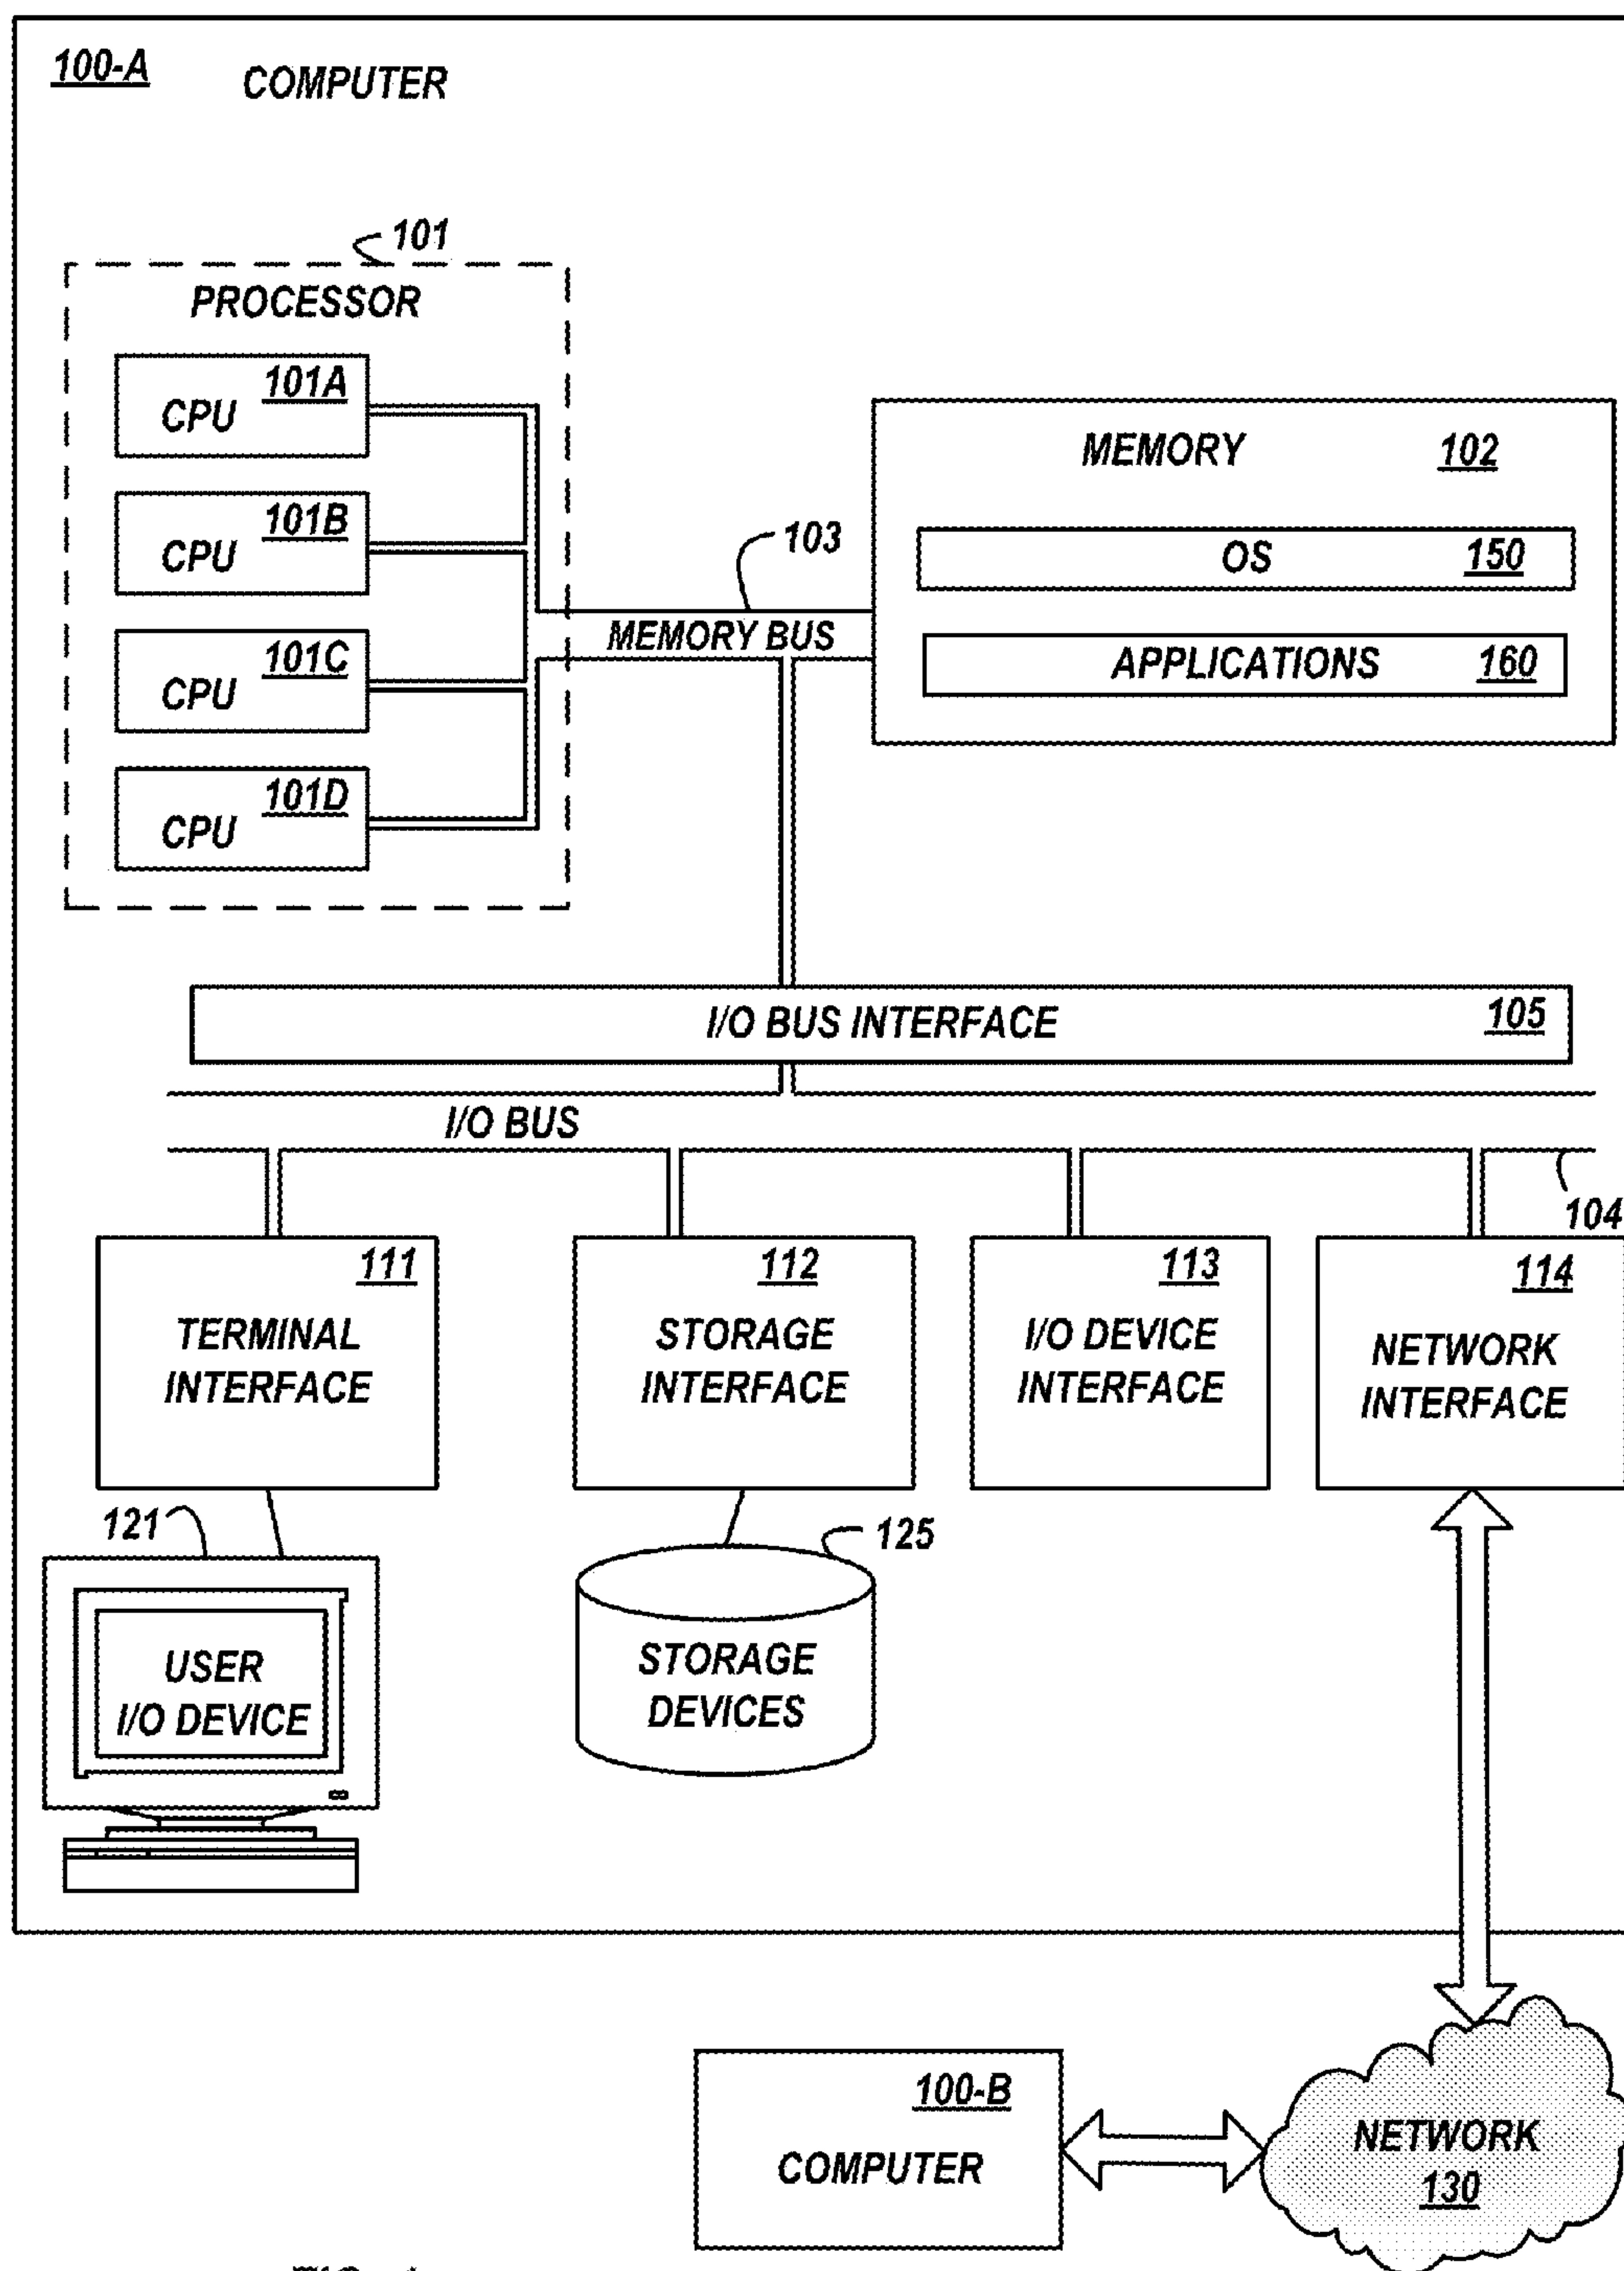 100-A COMPUTER
101
PROCESSOR
101A
CPU
101B
CPU
101C
CPU
101D
CPU
103
MEMORY BUS
MEMORY 102
OS 150
APPLICATIONS 160
I/O BUS INTERFACE 105
I/O BUS
104
111
TERMINAL
INTERFACE
112
STORAGE
INTERFACE
113
I/O DEVICE
INTERFACE
114
NETWORK
INTERFACE
121
USER
I/O DEVICE
125
STORAGE
DEVICES
100-B
COMPUTER
NETWORK
130